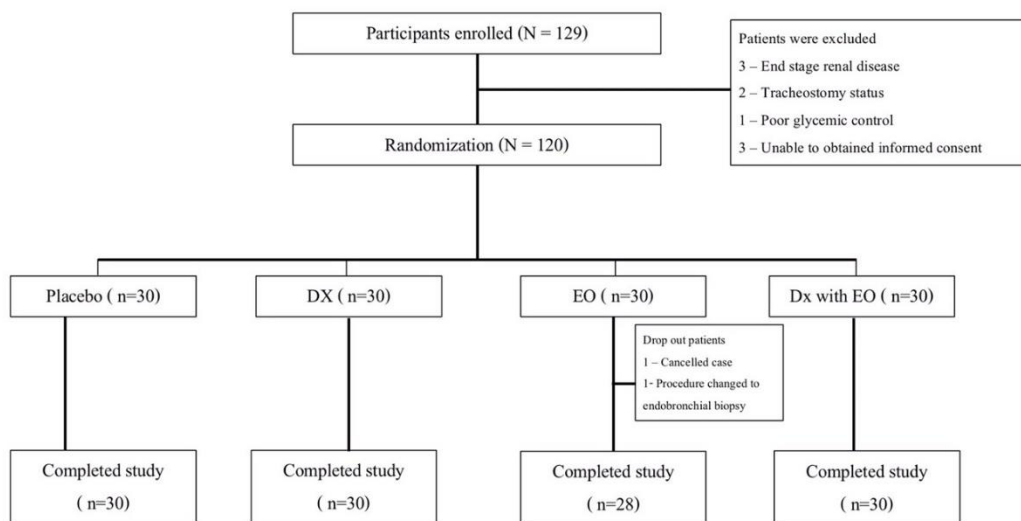 Participants enrolled (N = 129)
Patients were excluded
3 – End stage renal disease
2 – Tracheostomy status
1 – Poor glycemic control
3 – Unable to obtained informed consent
Randomization (N = 120)
Placebo ( n=30)
DX ( n=30)
EO ( n=30)
Dx with EO ( n=30)
Drop out patients
1 – Cancelled case
1- Procedure changed to
endobronchial biopsy
Completed study
( n=30)
Completed study
( n=30)
Completed study
( n=28)
Completed study
( n=30)